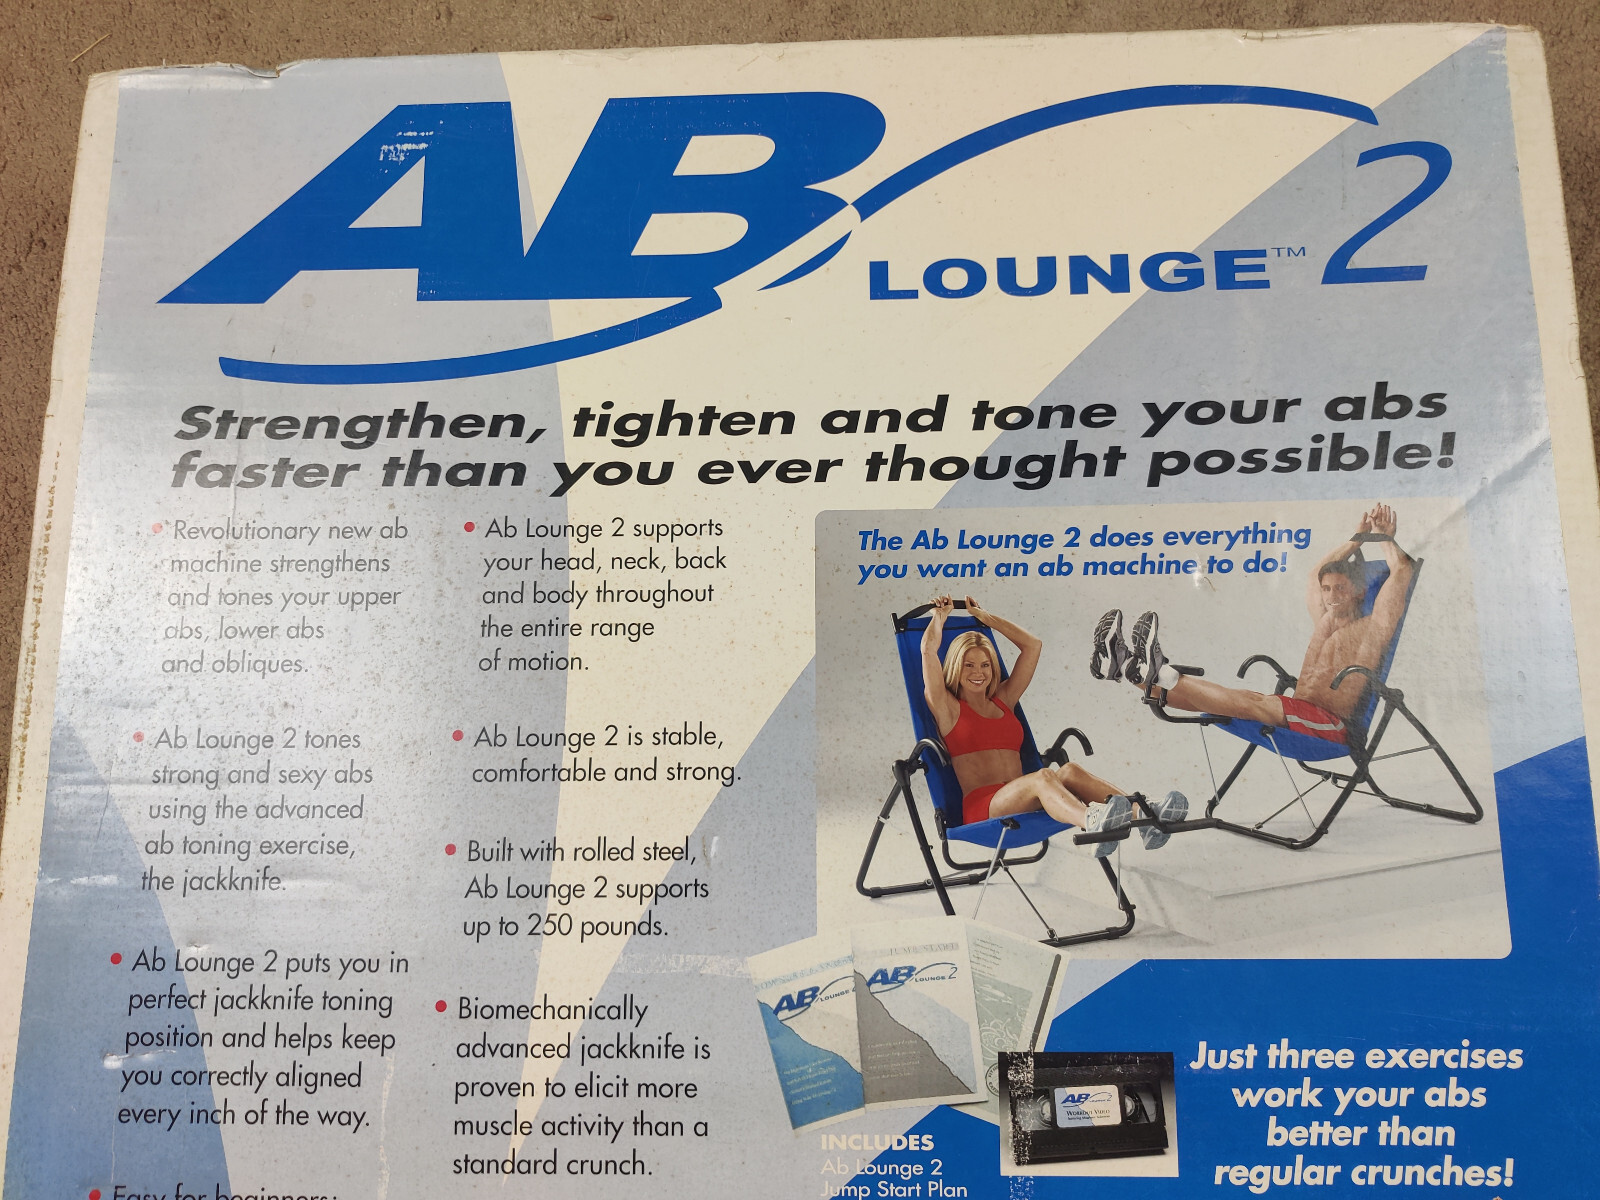 AB
LOUNGE™ 2
Strengthen, tighten and tone your abs
faster than you ever thought possible!
• Revolutionary new ab
machine strengthens
and tones your upper
abs, lower abs
and obliques.
• Ab Lounge 2 tones
strong and sexy abs
using the advanced
ab toning exercise,
the jackknife.
• Ab Lounge 2 puts you in
perfect jackknife toning
position and helps keep
you correctly aligned
every inch of the way.
• Easy for beginners;
• Ab Lounge 2 supports
your head, neck, back
and body throughout
the entire range
of motion.
• Ab Lounge 2 is stable,
comfortable and strong.
• Built with rolled steel,
Ab Lounge 2 supports
up to 250 pounds.
• Biomechanically
advanced jackknife is
proven to elicit more
muscle activity than a
standard crunch.
The Ab Lounge 2 does everything
you want an ab machine to do!
AB
LOUNGE 2
AB
LOUNGE 2
AB
WORKOUT VIDEO
INCLUDES
Ab Lounge 2
Jump Start Plan
Just three exercises
work your abs
better than
regular crunches!